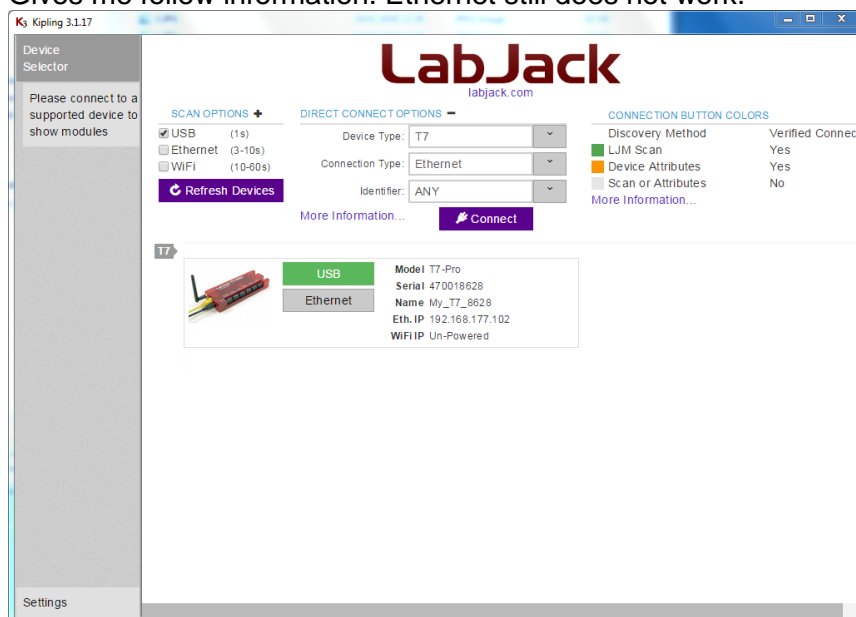 Gives me follow information. Ethernet still does not work.
K3 Kipling 3.1.17
Device
Selector
Please connect to a
supported device to
show modules
LabJack
labjack.com
SCAN OPTIONS
USB (1s)
Ethernet (3-10s)
WiFi (10-60s)
Refresh Devices
DIRECT CONNECT OPTIONS
Device Type: T7
Connection Type: Ethernet
Identifier: ANY
More Information...
Connect
CONNECTION BUTTON COLORS
Discovery Method Verified Connec
LJM Scan Yes
Device Attributes Yes
Scan or Attributes No
More Information...
T7
USB
Ethernet
Model T7-Pro
Serial 470018628
Name My_T7_8628
Eth. IP 192.168.177.102
WiFi IP Un-Powered
Settings